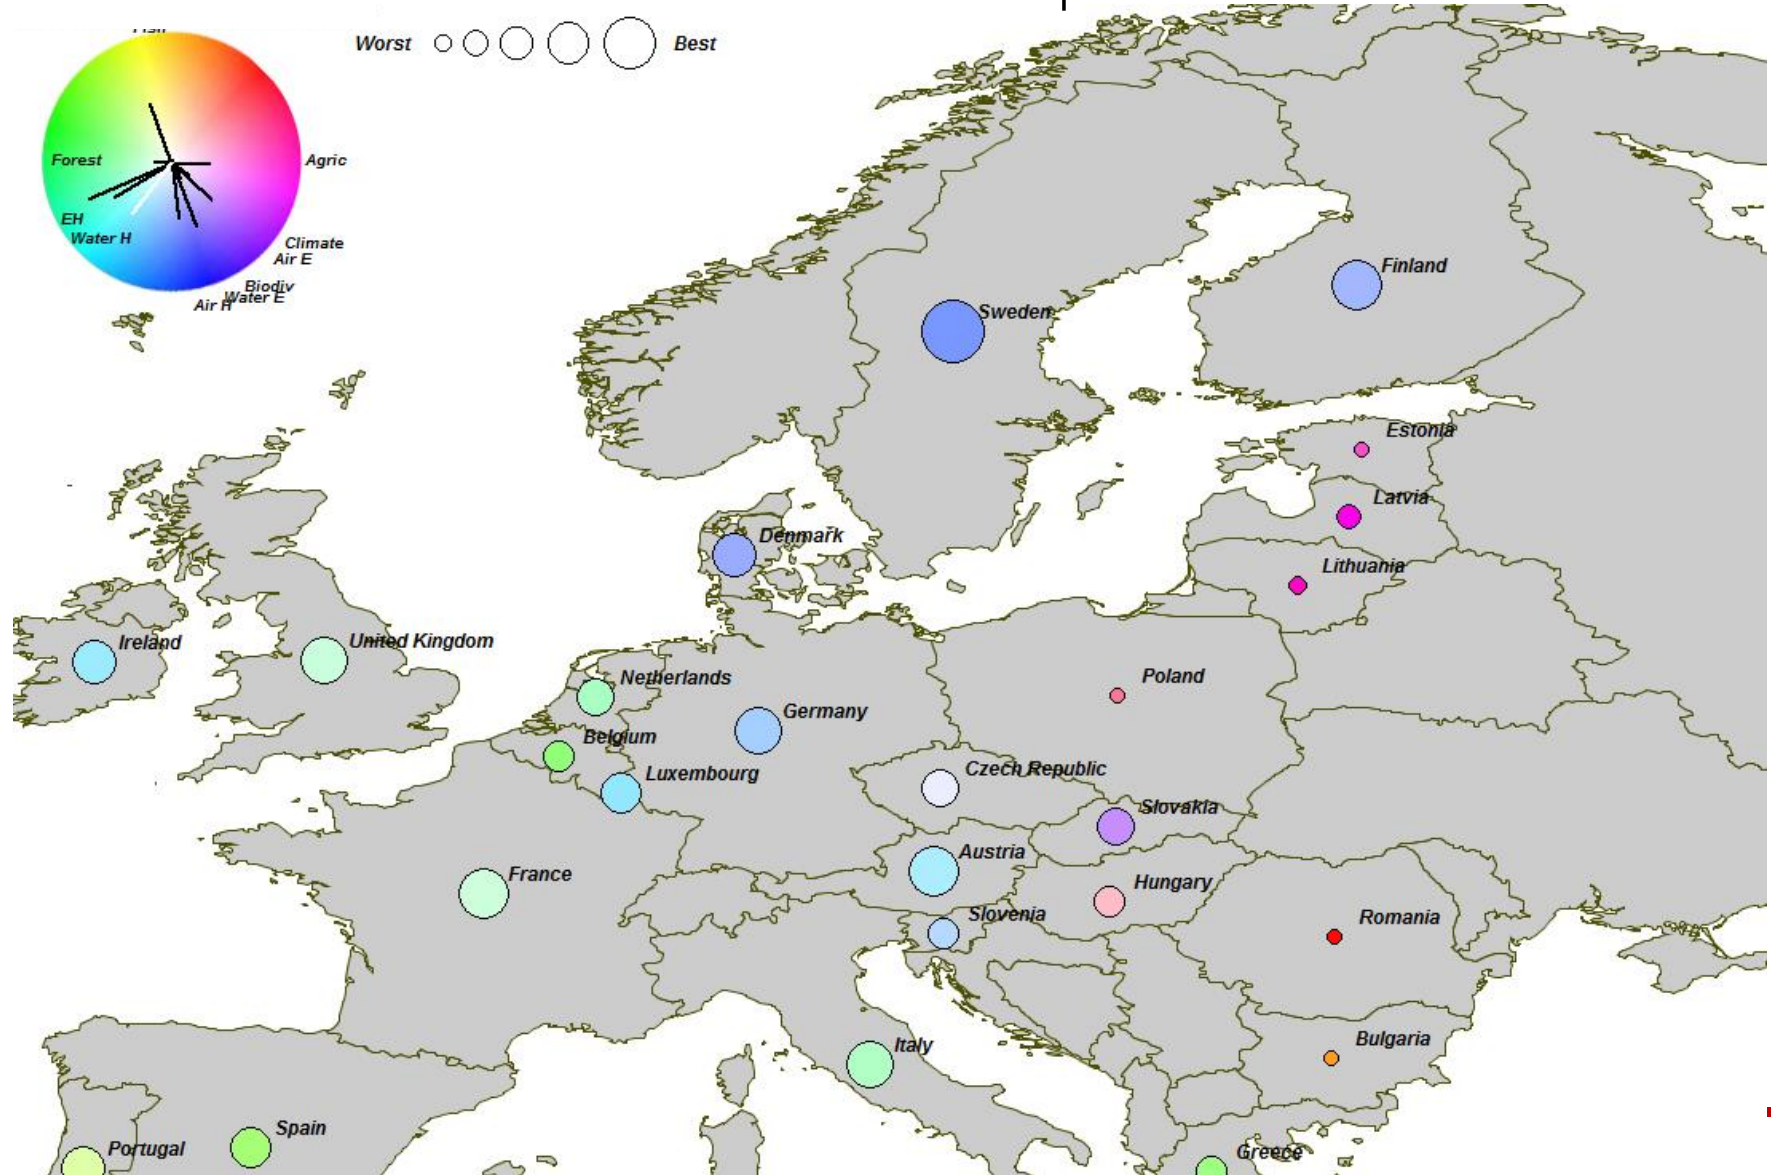 Fish
Worst
Best
Forest
Agric
EH
Water H
Climate
Air E
Biodiv
Water E
Air H
Finland
Sweden
Estonia
Latvia
Denmark
Lithuania
Ireland
United Kingdom
Netherlands
Poland
Germany
Belgium
Luxembourg
Czech Republic
Slovakia
Austria
France
Hungary
Slovenia
Romania
Bulgaria
Italy
Spain
Portugal
Greece